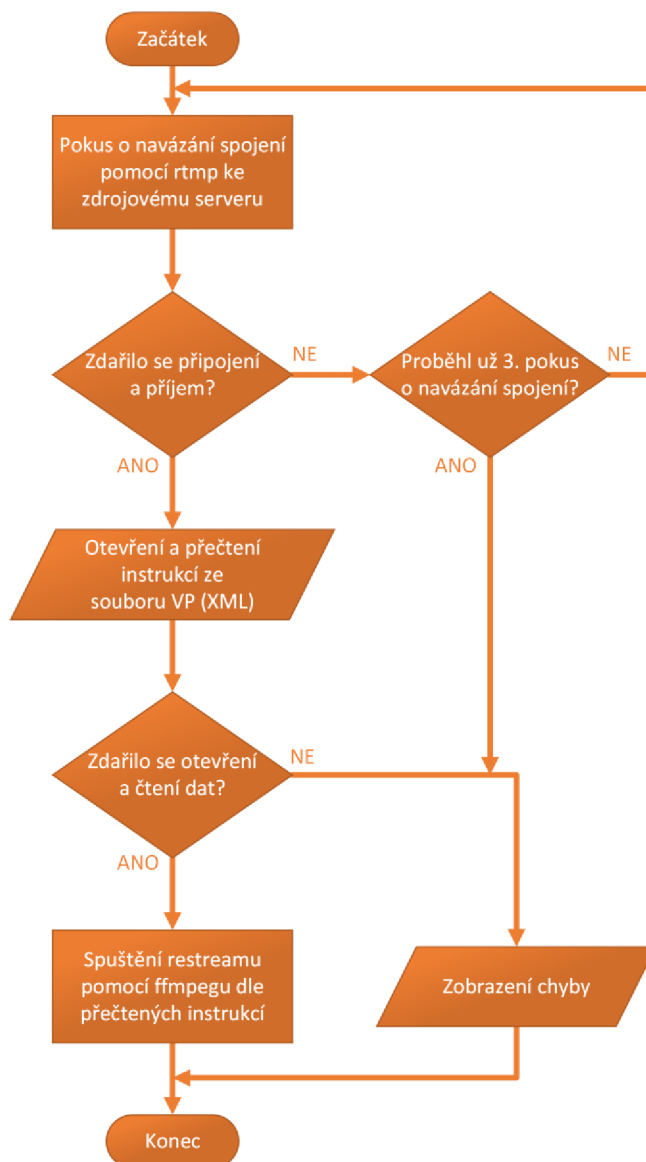 Začátek
Pokus o navázání spojení
pomocí rtmp ke
zdrojovému serveru
Zdařilo se připojení
a příjem?
NE
Proběhl už 3. pokus
o navázání spojení?
NE
ANO
ANO
Otevření a přečtení
instrukcí ze
souboru VP (XML)
Zdařilo se otevření
a čtení dat?
NE
ANO
Spuštění restreamu
pomocí ffmpegu dle
přečtených instrukcí
Zobrazení chyby
Konec